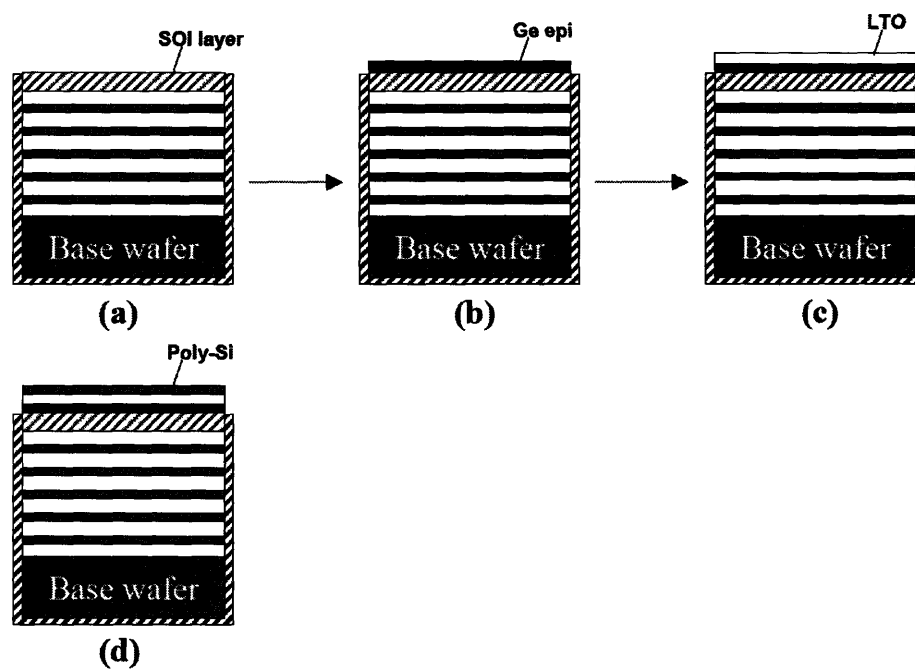 SOI layer
Ge epi
LTO
Base wafer
Base wafer
Base wafer
(a)
(b)
(c)
Poly-Si
Base wafer
(d)